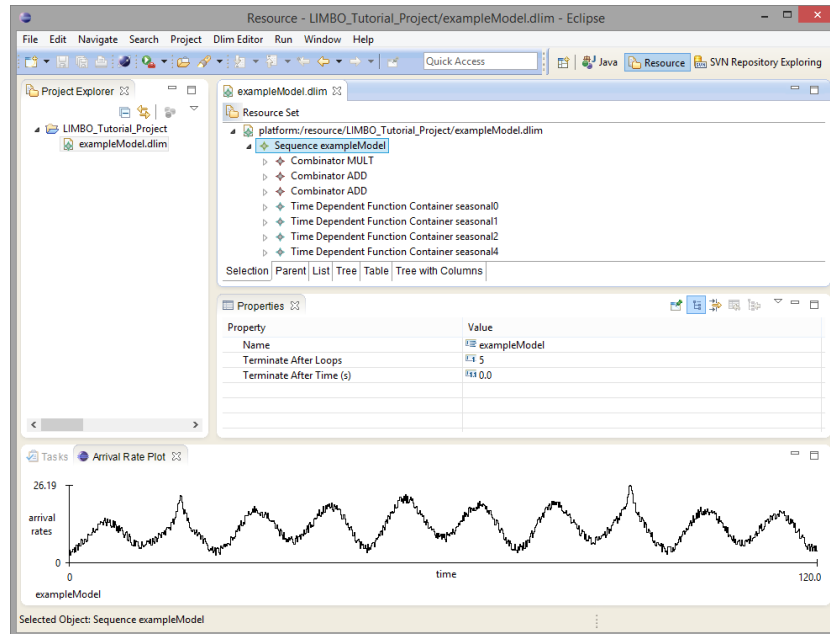 Resource - LIMBO_Tutorial_Project/exampleModel.dlim - Eclipse
File Edit Navigate Search Project Dlim Editor Run Window Help
Quick Access
Java Resource SVN Repository Exploring
Project Explorer
LIMBO_Tutorial_Project
exampleModel.dlim
exampleModel.dlim
Resource Set
platform:/resource/LIMBO_Tutorial_Project/exampleModel.dlim
Sequence exampleModel
Combinator MULT
Combinator ADD
Combinator ADD
Time Dependent Function Container seasonal0
Time Dependent Function Container seasonal1
Time Dependent Function Container seasonal2
Time Dependent Function Container seasonal4
Selection Parent List Tree Table Tree with Columns
Properties
Property Value
Name exampleModel
Terminate After Loops 5
Terminate After Time (s) 0.0
Tasks Arrival Rate Plot
26.19
arrival
rates
0
0 time 120.0
exampleModel
Selected Object: Sequence exampleModel